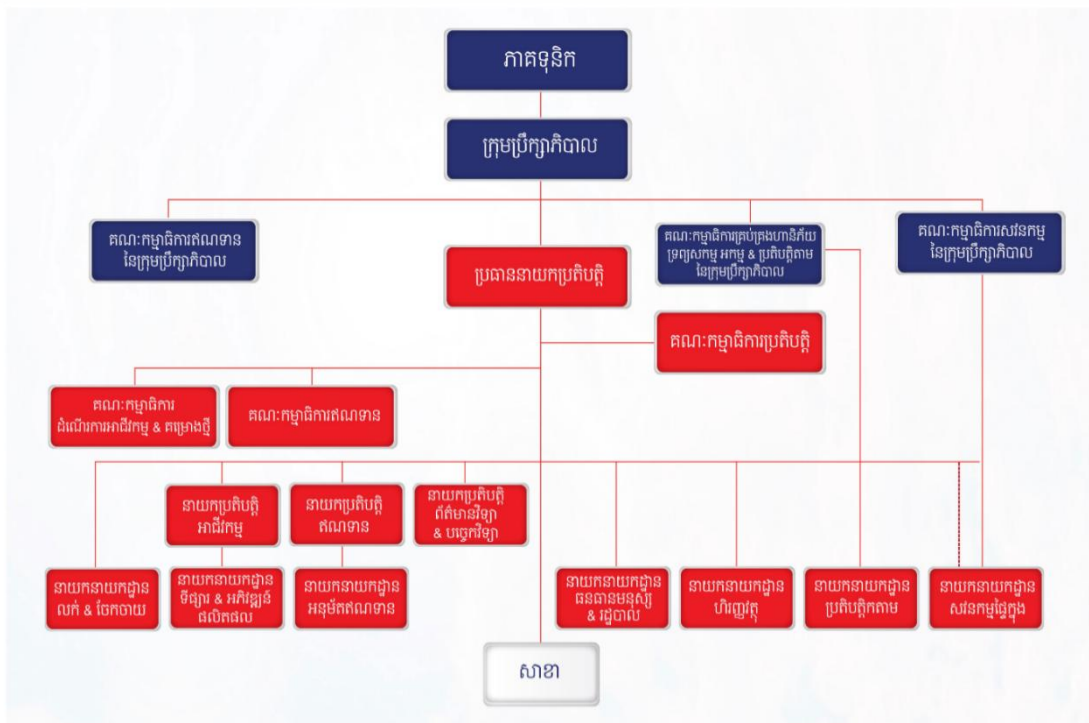 ភាគទុនិក
ក្រុមប្រឹក្សាភិបាល
គណៈកម្មាធិការឥណទាន
នៃក្រុមប្រឹក្សាភិបាល
ប្រធាននាយកប្រតិបត្តិ
គណៈកម្មាធិការគ្រប់គ្រងហានិភ័យ
ទ្រព្យសកម្ម អកម្ម & ប្រតិបត្តិតាម
នៃក្រុមប្រឹក្សាភិបាល
គណៈកម្មាធិការសវនកម្ម
នៃក្រុមប្រឹក្សាភិបាល
គណៈកម្មាធិការប្រតិបត្តិ
គណៈកម្មាធិការ
ដំណើរការអាជីវកម្ម & គម្រោងថ្មី
គណៈកម្មាធិការឥណទាន
នាយកប្រតិបត្តិ
អាជីវកម្ម
នាយកប្រតិបត្តិ
ឥណទាន
នាយកប្រតិបត្តិ
ព័ត៌មានវិទ្យា
& បច្ចេកវិទ្យា
នាយកនាយកដ្ឋាន
លក់ & ចែកចាយ
នាយកនាយកដ្ឋាន
ទីផ្សារ & អភិវឌ្ឍន៍
ផលិតផល
នាយកនាយកដ្ឋាន
អនុម័តឥណទាន
នាយកនាយកដ្ឋាន
ធនធានមនុស្ស
& រដ្ឋបាល
នាយកនាយកដ្ឋាន
ហិរញ្ញវត្ថុ
នាយកនាយកដ្ឋាន
ប្រតិបត្តិកតាម
នាយកនាយកដ្ឋាន
សវនកម្មផ្ទៃក្នុង
សាខា